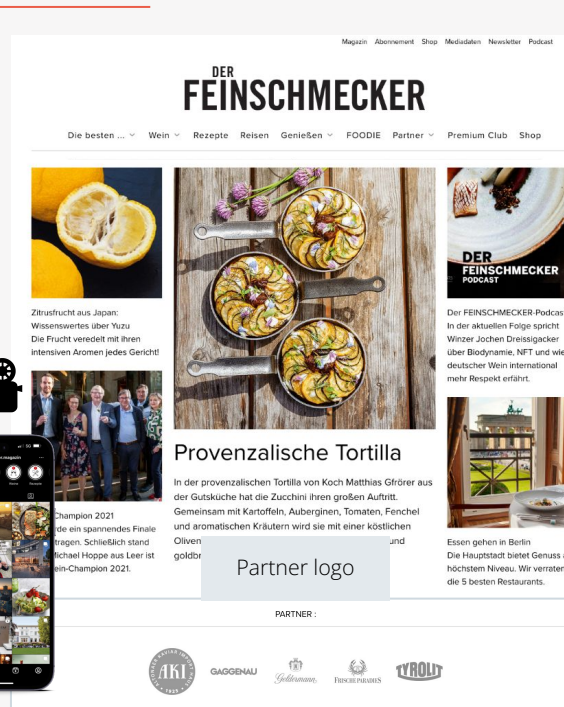 Magazin Abonnement Shop Mediadaten Newsletter Podcast
DER
FEINSCHMECKER
Die besten ... Wein Rezepte Reisen Genießen FOODIE Partner Premium Club Shop
DER
FEINSCHMECKER
PODCAST
Zitrusfrucht aus Japan:
Wissenswertes über Yuzu
Die Frucht veredelt mit ihren
intensiven Aromen jedes Gericht!
Der FEINSCHMECKER-Podcast
In der aktuellen Folge spricht
Winzer Jochen Dreissigacker
über Biodynamie, NFT und wie
deutscher Wein international
mehr Respekt erfährt.
Provenzalische Tortilla
In der provenzalischen Tortilla von Koch Matthias Gfrörer aus
der Gutsküche hat die Zucchini ihren großen Auftritt.
Gemeinsam mit Kartoffeln, Auberginen, Tomaten, Fenchel
und aromatischen Kräutern wird sie mit einer köstlichen
Oliven und
goldbr
Champion 2021
de ein spannendes Finale
tragen. Schließlich stand
Michael Hoppe aus Leer ist
ein-Champion 2021.
Essen gehen in Berlin
Die Hauptstadt bietet Genuss
höchstem Niveau. Wir verraten
die 5 besten Restaurants.
Partner logo
PARTNER :
AKI
1925
GAGGENAU
Geldermann
FRISCHEPARADIES
TYROLIT